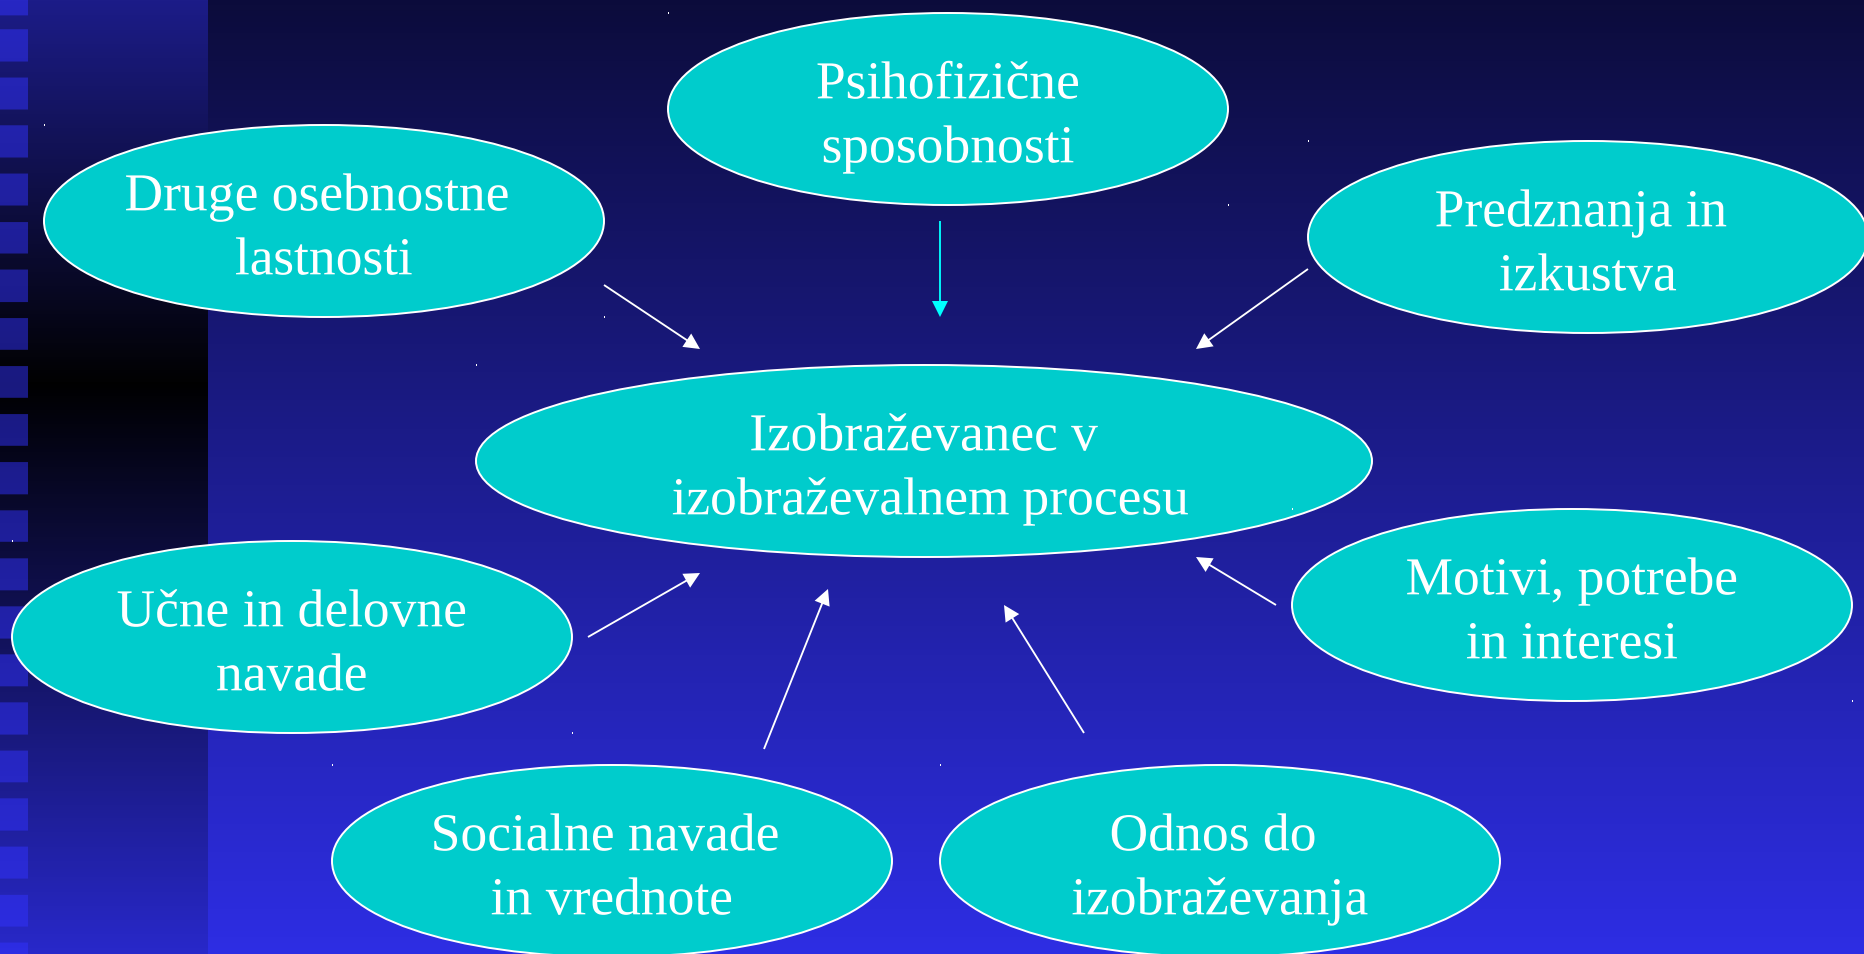 Psihofizične
sposobnosti
Druge osebnostne
lastnosti
Predznanja in
izkustva
Izobraževanec v
izobraževalnem procesu
Učne in delovne
navade
Motivi, potrebe
in interesi
Socialne navade
in vrednote
Odnos do
izobraževanja